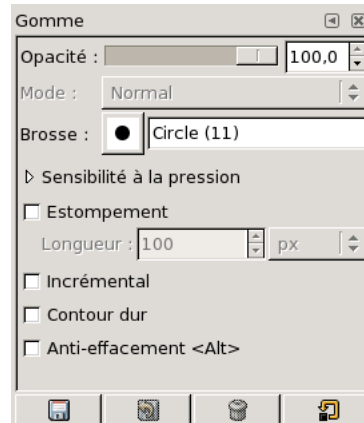 Gomme
Opacité : 100,0
Mode : Normal
Brosse : Circle (11)
Sensibilité à la pression
Estompement
Longueur : 100 px
Incrémental
Contour dur
Anti-effacement <Alt>